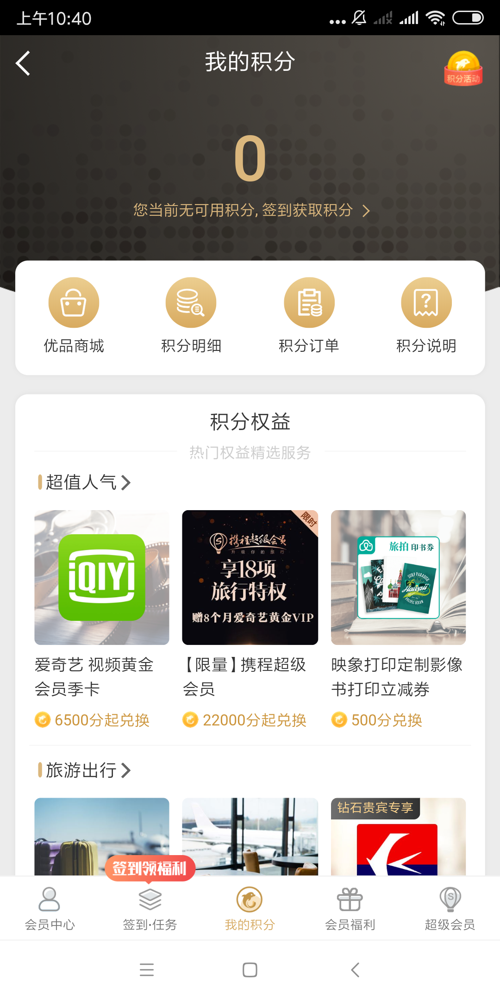 上午10:40
我的积分
积分活动
0
您当前无可用积分, 签到获取积分
优品商城
积分明细
积分订单
积分说明
积分权益
热门权益精选服务
超值人气
iQIYI
限时
携程超级会员
升级你的旅行
享18项
旅行特权
赠8个月爱奇艺黄金VIP
旅拍 印书券
SURF PARADISE
Hawaii
PACIFIC OCEAN
爱奇艺 视频黄金
会员季卡
【限量】携程超级
会员
映象打印定制影像
书打印立减券
6500分起兑换
22000分起兑换
500分兑换
旅游出行
钻石贵宾专享
签到领福利
会员中心
签到·任务
我的积分
会员福利
超级会员